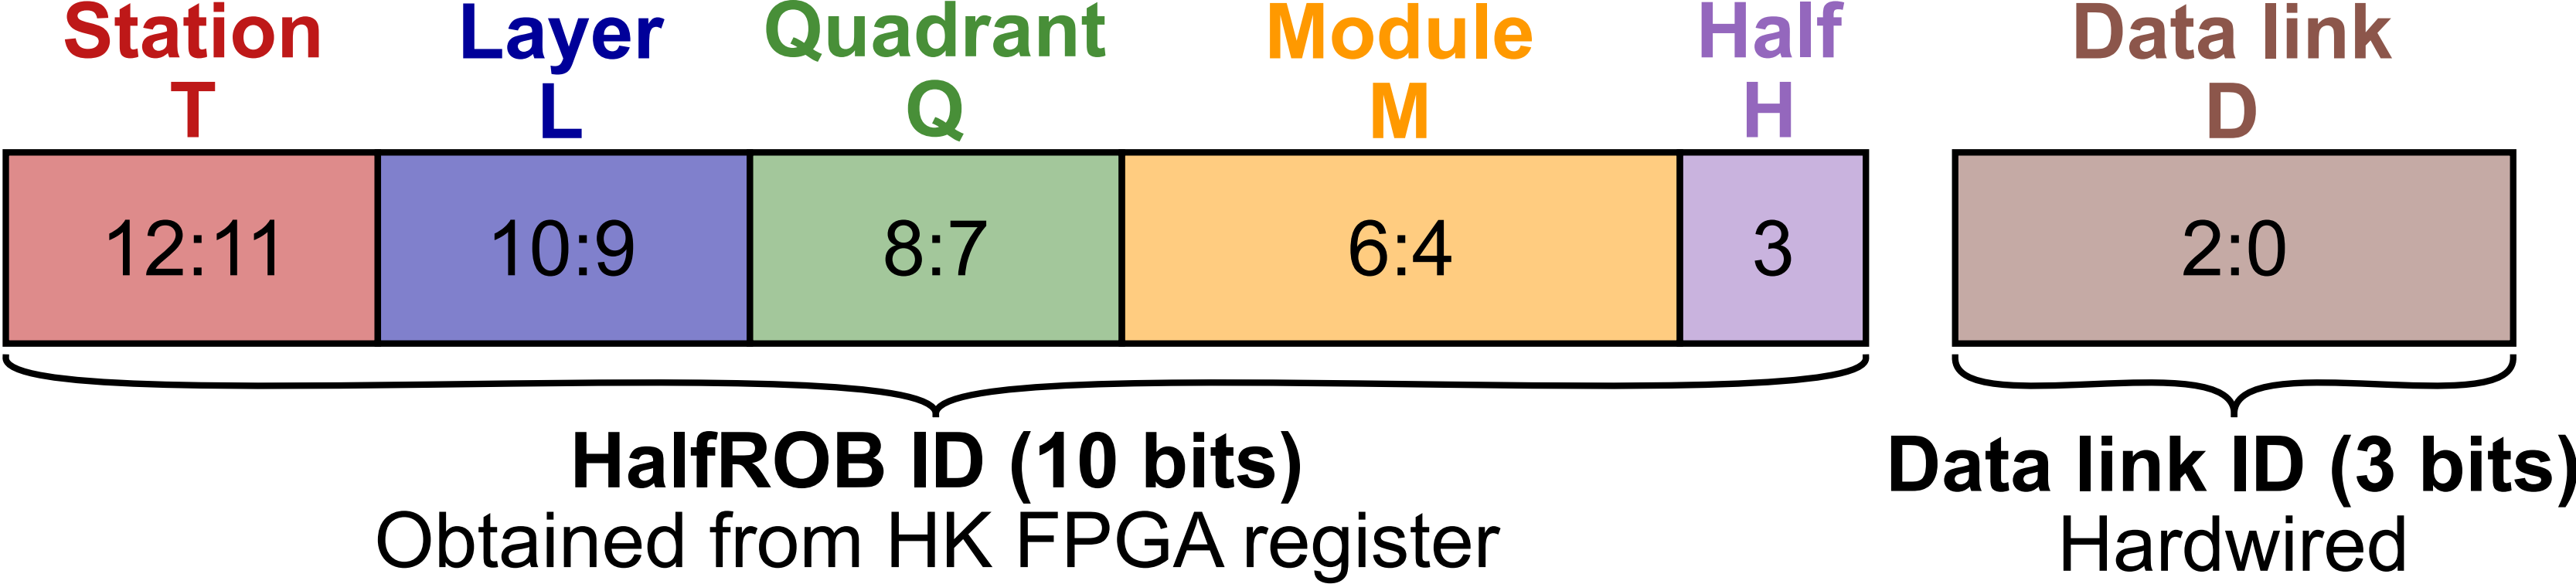 Station Layer Quadrant Module Half Data link
T L Q M H D
12:11 10:9 8:7 6:4 3 2:0
HalfROB ID (10 bits) Data link ID (3 bits)
Obtained from HK FPGA register Hardwired